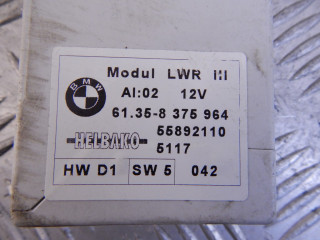 BMW
Modul LWR III
AI:02 12V
61.35-8 375 964
55892110
HELBAKO 5117
HW D1 SW 5 042